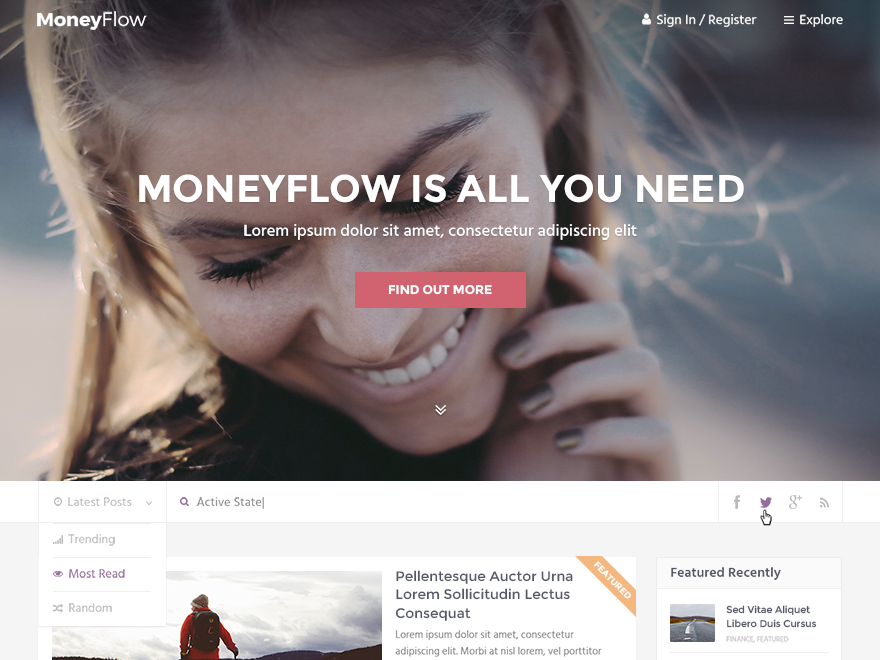 MoneyFlow
Sign In / Register
Explore
MONEYFLOW IS ALL YOU NEED
Lorem ipsum dolor sit amet, consectetur adipiscing elit
FIND OUT MORE
Latest Posts
Active State
Trending
Most Read
Random
FEATURED
Pellentesque Auctor Urna
Lorem Sollicitudin Lectus
Consequat
Lorem ipsum dolor sit amet, consectetur
adipiscing elit. Morbi at nisl lorem, vel porttitor
Featured Recently
Sed Vitae Aliquet
Libero Duis Cursus
FINANCE, FEATURED